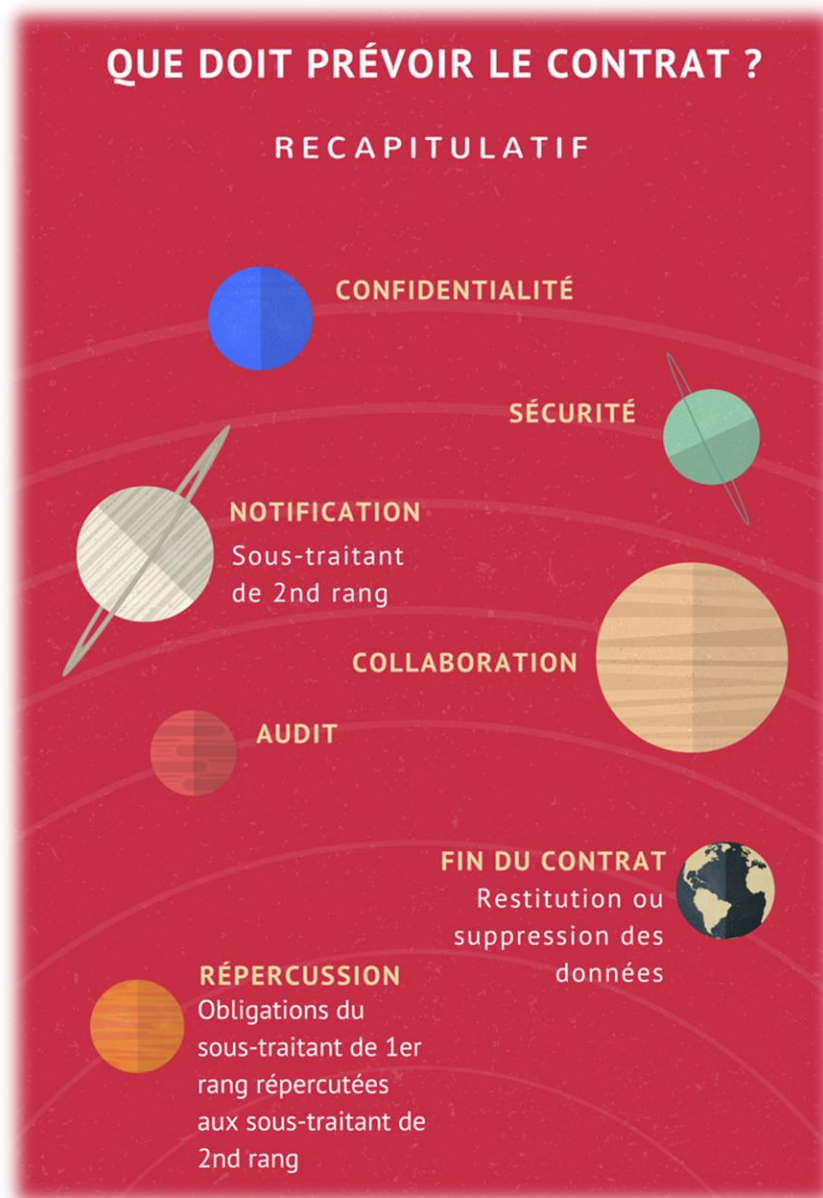 QUE DOIT PRÉVOIR LE CONTRAT ?
RECAPITULATIF
CONFIDENTIALITÉ
SÉCURITÉ
NOTIFICATION
Sous-traitant
de 2nd rang
COLLABORATION
AUDIT
FIN DU CONTRAT
Restitution ou
suppression des
données
RÉPERCUSSION
Obligations du
sous-traitant de 1er
rang répercutées
aux sous-traitant de
2nd rang